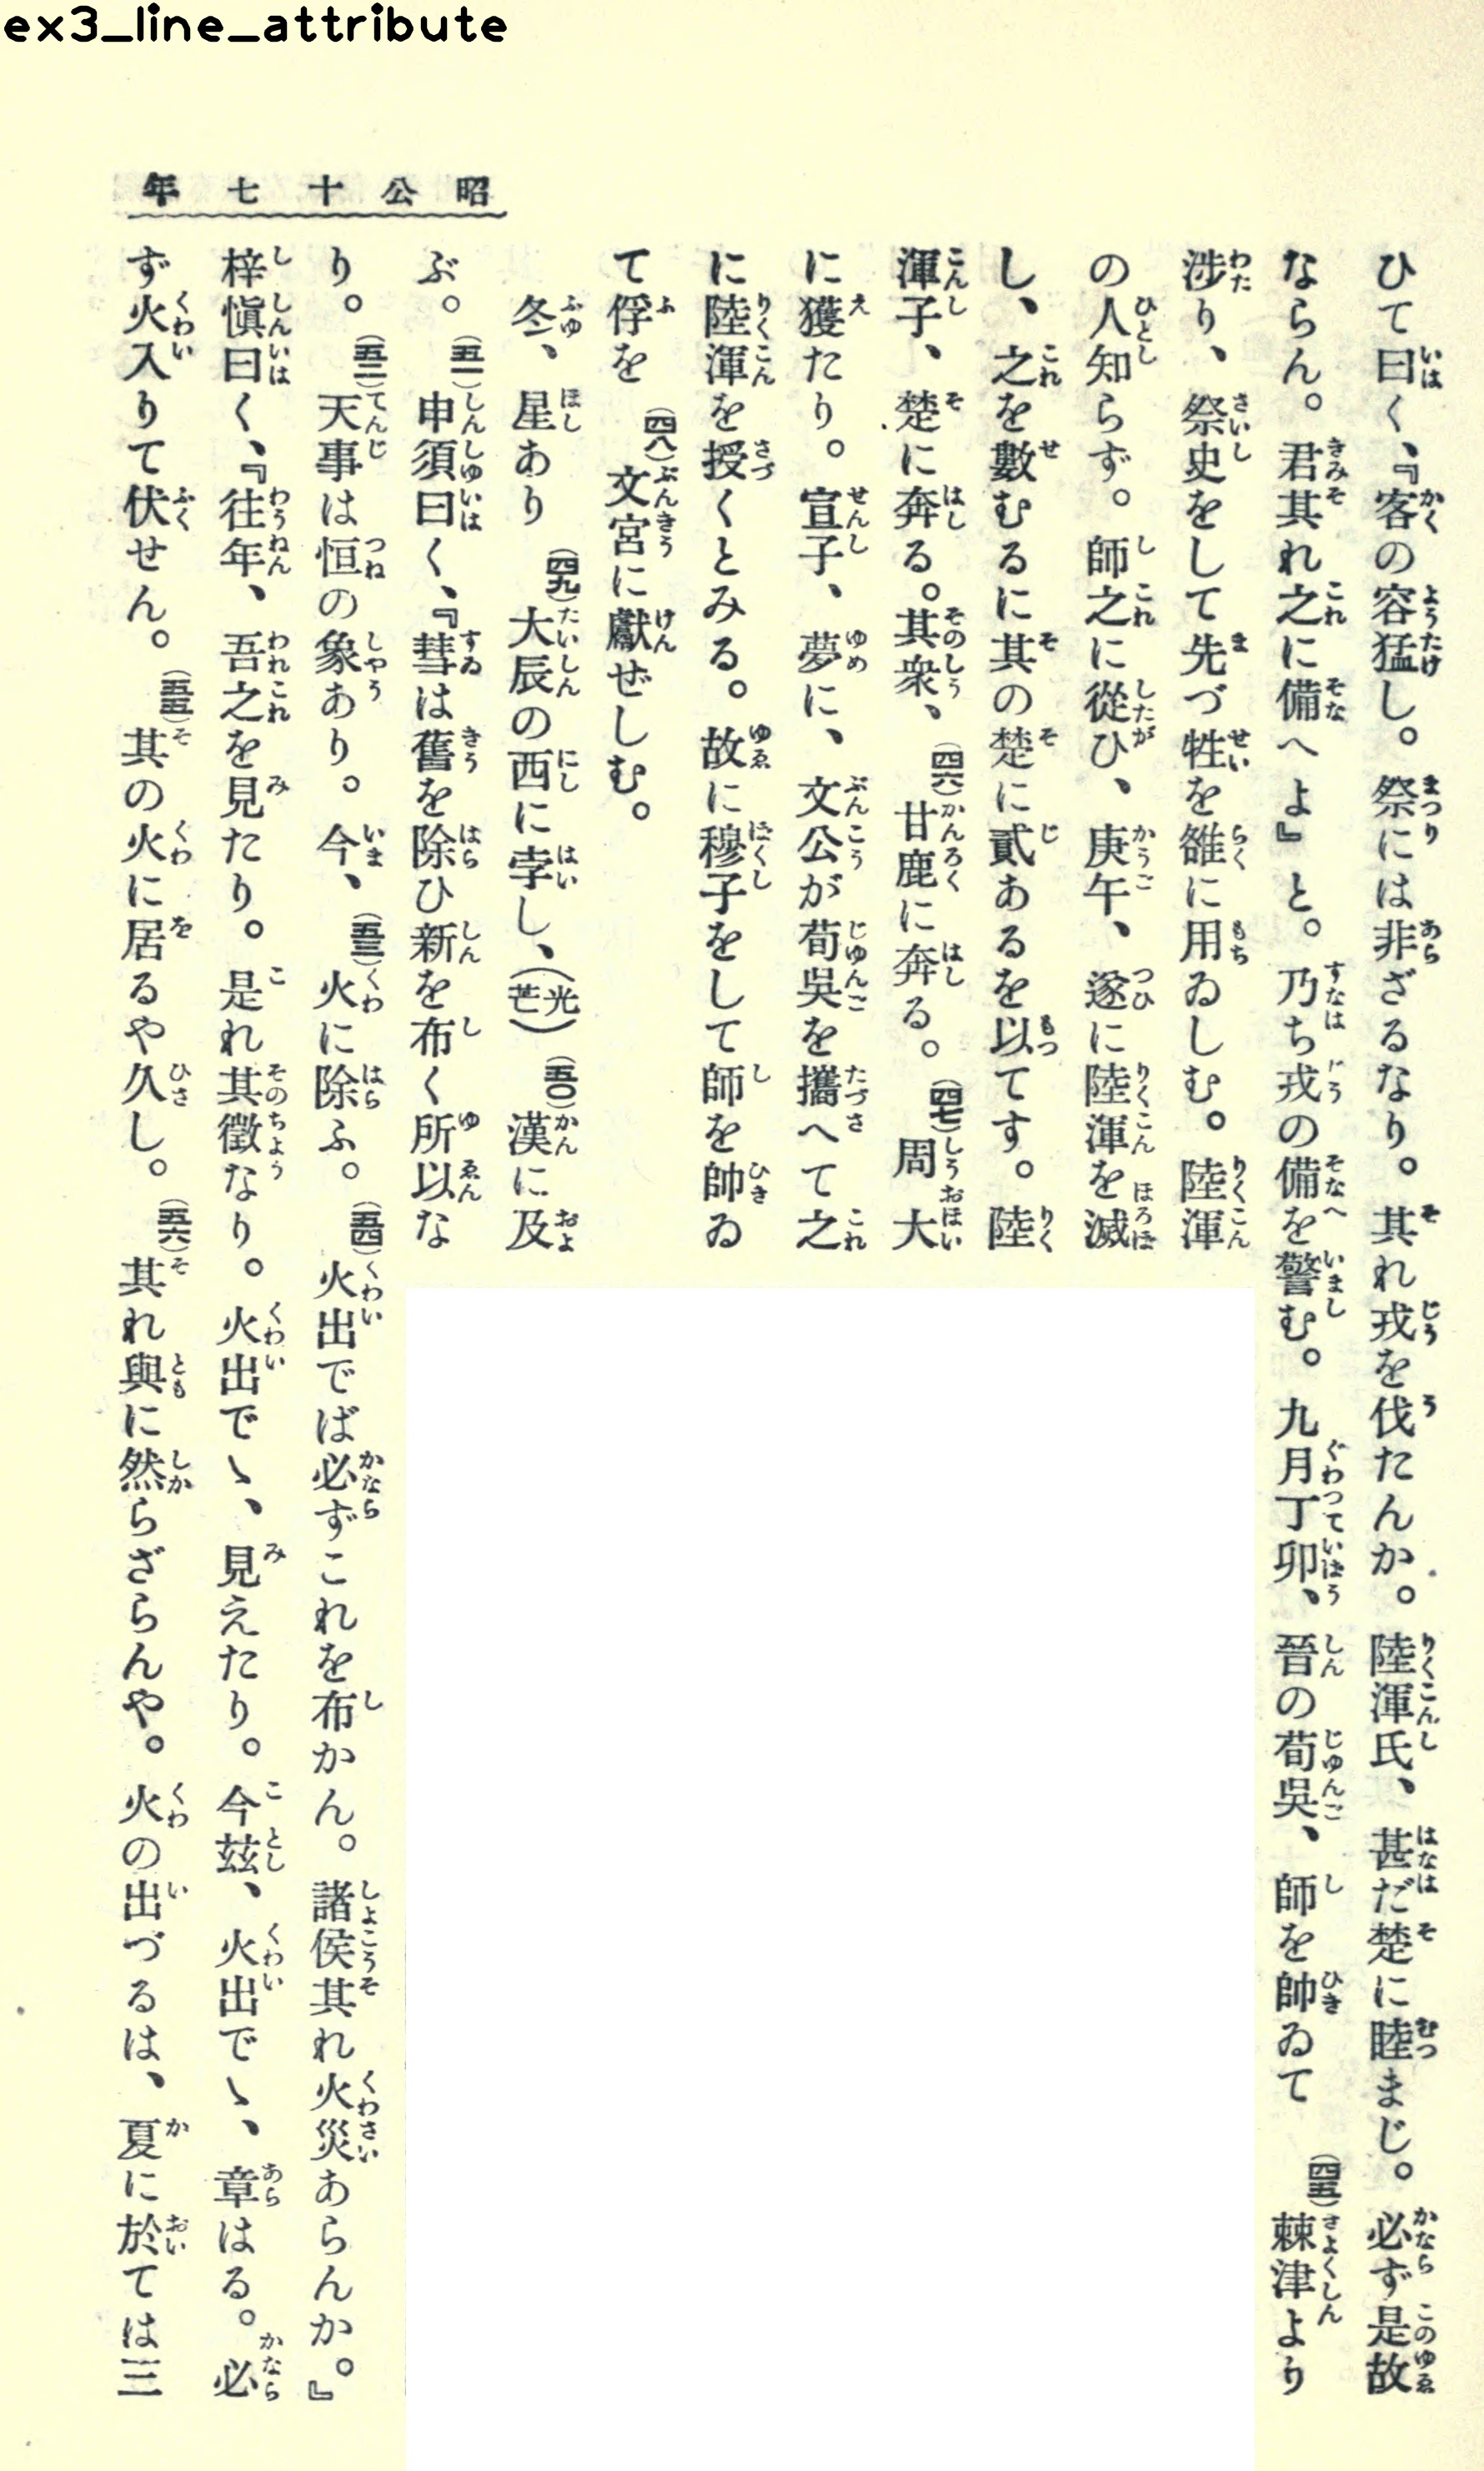 ex3_line_attribute
昭公十七年
ひて曰く、『客の容猛し。祭には非ざるなり。其れ戎を伐たんか。陸渾氏、甚だ楚に睦まじ。必ず是故
ならん。君其れ之に備へよ』と。乃ち戎の備を警む。九月丁卯、晉の荀吳、師を帥ゐて(四五)棘津より
涉り、祭史をして先づ牲を雒に用ゐしむ。陸渾
の人知らず。師之に從ひ、庚午、遂に陸渾を滅
し、之を數むるに其の楚に貳あるを以てす。陸
渾子、楚に奔る。其衆、(四六)甘鹿に奔る。(四七)周大
に獲たり。宣子、夢に、文公が荀吳を攜へて之
に陸渾を授くとみる。故に穆子をして師を帥ゐ
て俘を(四八)文宮に獻ぜしむ。
冬、星あり(四九)大辰の西に孛し、(光芒)(五〇)漢に及
ぶ。(五一)申須曰く、『彗は舊を除ひ新を布く所以な
り。(五二)天事は恒の象あり。今、(五三)火に除ふ。(五四)火出でば必ずこれを布かん。諸侯其れ火災あらんか。』
梓愼曰く、『往年、吾之を見たり。是れ其徵なり。火出でゝ、見えたり。今玆、火出でゝ、章はる。必
ず火入りて伏せん。(五五)其の火に居るや久し。(五六)其れ與に然らざらんや。火の出づるは、夏に於ては三